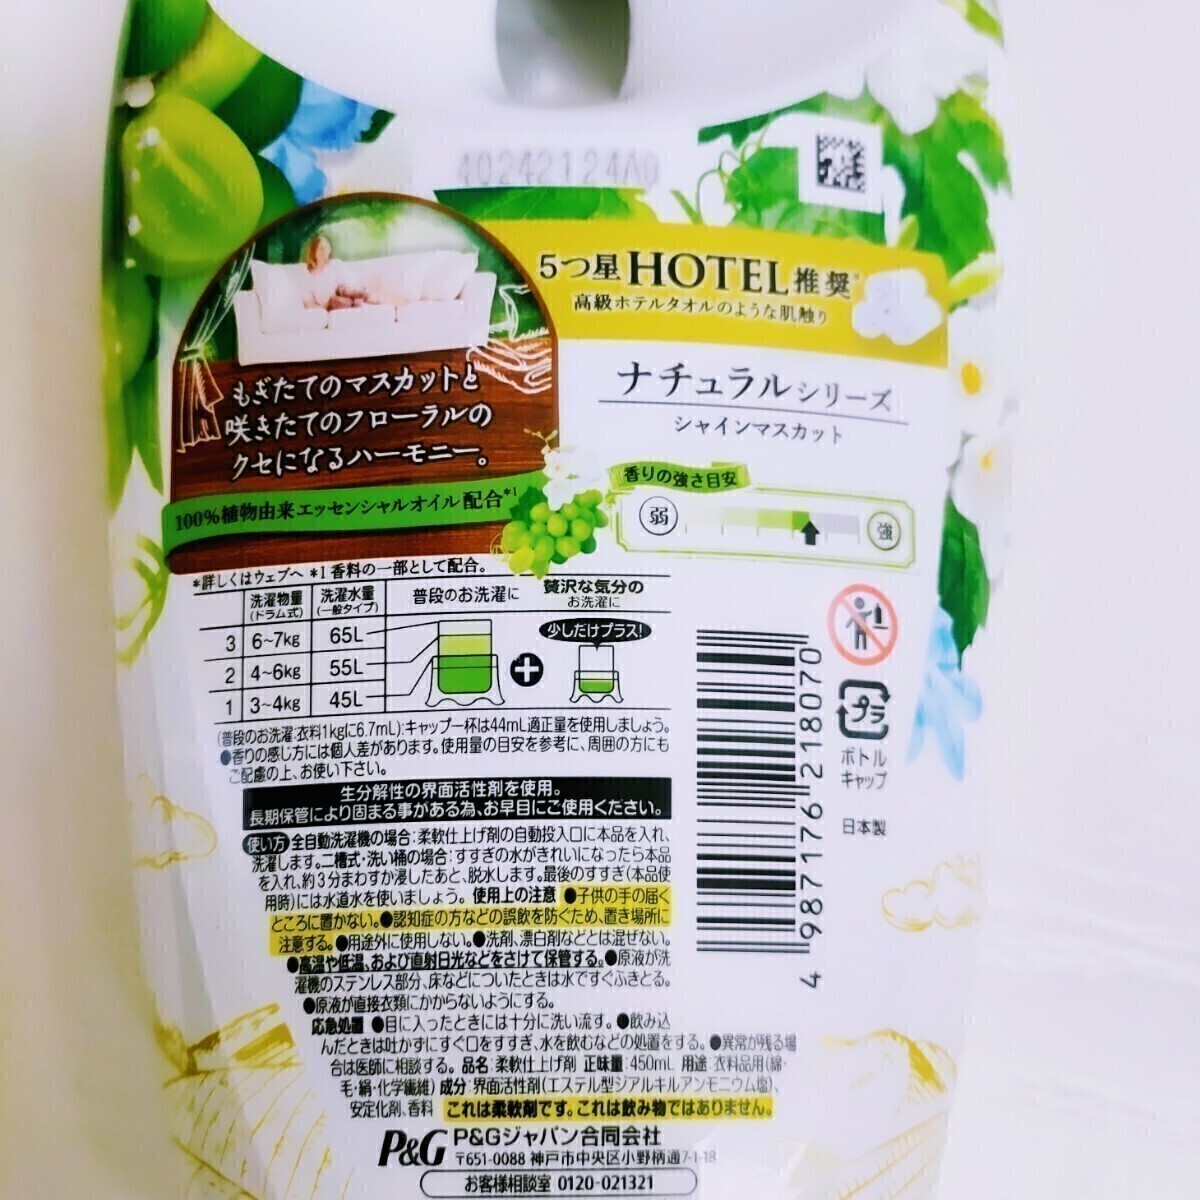 40242124A0
5つ星HOTEL推奨*
高級ホテルタオルのような肌触り
もぎたてのマスカットと
咲きたてのフローラルの
クセになるハーモニー。
100%植物由来エッセンシャルオイル配合*1
ナチュラルシリーズ
シャインマスカット
香りの強さ目安
弱 強
*詳しくはウェブへ *1 香料の一部として配合。
洗濯物量 (ドラム式) 洗濯水量 (一般タイプ) 普段のお洗濯に 贅沢な気分の お洗濯に
3 6~7kg 65L 少しだけプラス!
2 4~6kg 55L
1 3~4kg 45L
(普段のお洗濯:衣料1kgに6.7mL):キャップ一杯は44mL適正量を使用しましょう。
●香りの感じ方には個人差があります。使用量の目安を参考に、周囲の方にも
ご配慮の上、お使い下さい。
生分解性の界面活性剤を使用。
長期保管により固まる事がある為、お早目にご使用ください。
使い方 全自動洗濯機の場合:柔軟仕上げ剤の自動投入口に本品を入れ、
洗濯します。二槽式・洗い桶の場合:すすぎの水がきれいになったら本品
を入れ、約3分まわすか浸したあと、脱水します。最後のすすぎ(本品使
用時)には水道水を使いましょう。使用上の注意 ●子供の手の届く
ところに置かない。●認知症の方などの誤飲を防ぐため、置き場所に
注意する。●用途外に使用しない。●洗剤、漂白剤などとは混ぜない。
●高温や低温、および直射日光などをさけて保管する。●原液が洗
濯機のステンレス部分、床などについたときは水ですぐふきとる。
●原液が直接衣類にかからないようにする。
応急処置 ●目に入ったときには十分に洗い流す。●飲み込
んだときは吐かずにすぐ口をすすぎ、水を飲むなどの処置をする。●異常が残る場
合は医師に相談する。品名:柔軟仕上げ剤 正味量:450mL 用途:衣料品用(綿・
毛・絹・化学繊維) 成分:界面活性剤(エステル型ジアルキルアンモニウム塩)、
安定化剤、香料 これは柔軟剤です。これは飲み物ではありません。
P&G P&Gジャパン合同会社
〒651-0088 神戸市中央区小野柄通7-1-18
お客様相談室 0120-021321
4 987176 218070
プラ
ボトル
キャップ
日本製